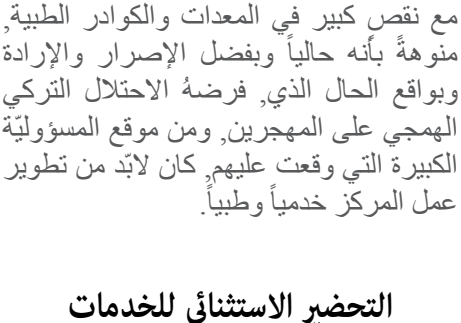 مع نقصٍ كبير في المعدات والكوادر الطبية,
منوهةً بأنه حالياً وبفضل الإصرار والإرادة
وبواقع الحال الذي, فرضهُ الاحتلال التركي
الهمجي على المهجرين, ومن موقع المسؤوليّة
الكبيرة التي وقعت عليهم, كان لابّد من تطوير
عمل المركز خدمياً وطبياً.
التحضير الاستثنائي للخدمات